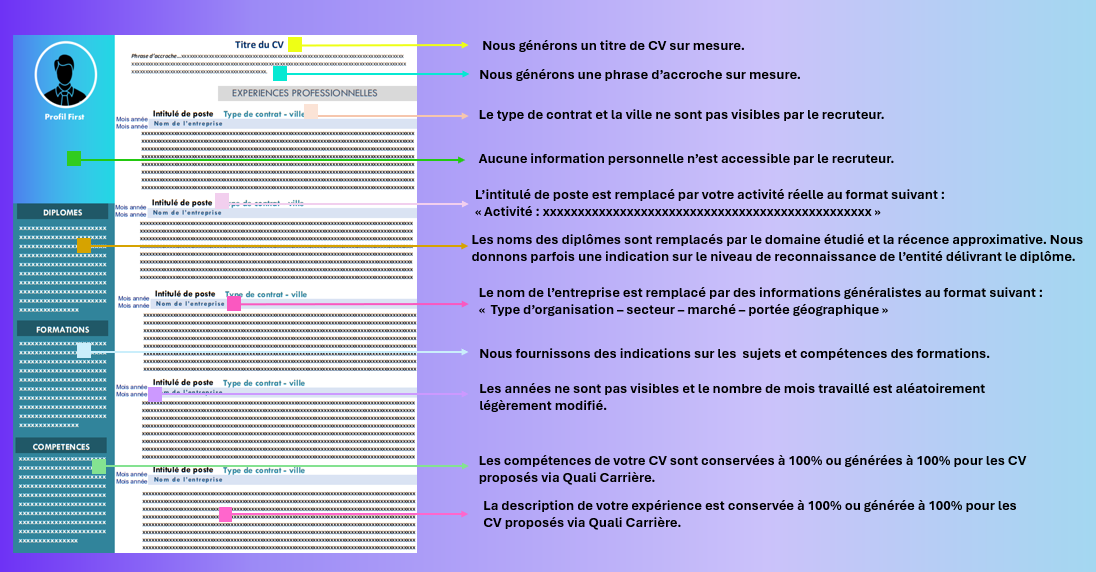 Titre du CV
Phrase d'accroche...xxxxxxxxxxxxxxxxxxxxxxxxxxxxxxxxxxxxxxxxxxxxxxxxxx
EXPERIENCES PROFESSIONNELLES
Profil First
Mois année
Mois année
Intitulé de poste Type de contrat - ville
Nom de l'entreprise
Mois année
Mois année
Intitulé de poste Type de contrat - ville
Nom de l'entreprise
DIPLOMES
Mois année
Mois année
Intitulé de poste Type de contrat - ville
Nom de l'entreprise
FORMATIONS
Mois année
Mois année
Intitulé de poste Type de contrat - ville
Nom de l'entreprise
COMPETENCES
Mois année
Mois année
Intitulé de poste Type de contrat - ville
Nom de l'entreprise
Nous générons un titre de CV sur mesure.
Nous générons une phrase d'accroche sur mesure.
Le type de contrat et la ville ne sont pas visibles par le recruteur.
Aucune information personnelle n'est accessible par le recruteur.
L'intitulé de poste est remplacé par votre activité réelle au format suivant :
« Activité : xxxxxxxxxxxxxxxxxxxxxxxxxxxxxxxxxxxxxxxxxxxxxxx »
Les noms des diplômes sont remplacés par le domaine étudié et la récence approximative. Nous
donnons parfois une indication sur le niveau de reconnaissance de l'entité délivrant le diplôme.
Le nom de l'entreprise est remplacé par des informations généralistes au format suivant :
« Type d'organisation – secteur – marché – portée géographique »
Nous fournissons des indications sur les sujets et compétences des formations.
Les années ne sont pas visibles et le nombre de mois travaillé est aléatoirement
légèrement modifié.
Les compétences de votre CV sont conservées à 100% ou générées à 100% pour les CV
proposés via Quali Carrière.
La description de votre expérience est conservée à 100% ou générée à 100% pour les
CV proposés via Quali Carrière.